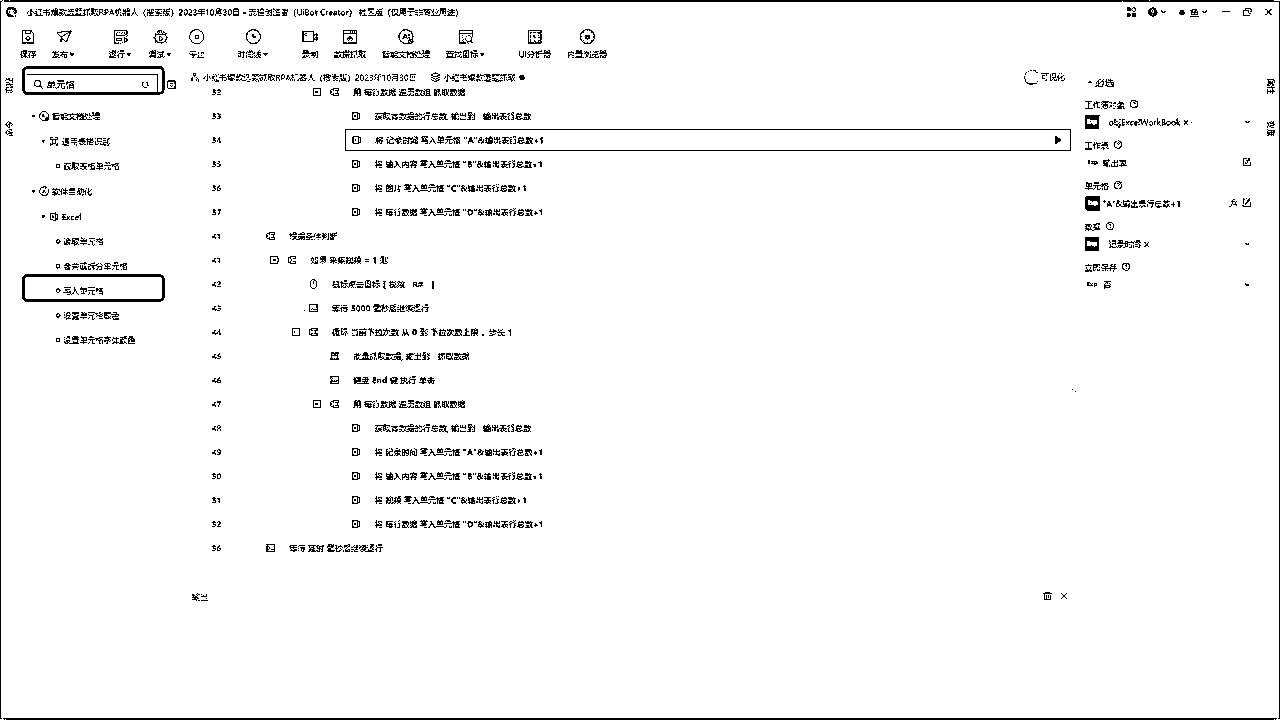 小红书爆款选题抓取RPA机器人（搜索版）2023年10月30日 - 流程创造者（UiBot Creator） 社区版（仅用于非商业用途）
保存 发布 运行 调试 停止 时间线 录制 数据抓取 智能文档处理 查找图标 UI分析器 内置浏览器
单元格
小红书爆款选题抓取RPA机器人（搜索版）2023年10月30日 小红书爆款选题抓取
可视化
智能文档处理
通用表格识别
获取表格单元格
软件自动化
Excel
读取单元格
合并或拆分单元格
写入单元格
设置单元格颜色
设置单元格字体颜色
32 用 每行数据 遍历数组 抓取数据
33 获取有数据的行总数, 输出到 输出表行总数
34 将 记录时间 写入单元格 "A"&输出表行总数+1
35 将 输入内容 写入单元格 "B"&输出表行总数+1
36 将 图片 写入单元格 "C"&输出表行总数+1
37 将 每行数据 写入单元格 "D"&输出表行总数+1
41 根据条件判断
41 如果 采集视频 = 1 则
42 鼠标点击目标
43 等待 5000 毫秒后继续运行
44 循环 当前下拉次数 从 0 到 下拉次数上限 , 步长 1
45 批量抓取数据, 输出到 抓取数据
46 键盘 End 键 执行 单击
47 用 每行数据 遍历数组 抓取数据
48 获取有数据的行总数, 输出到 输出表行总数
49 将 记录时间 写入单元格 "A"&输出表行总数+1
50 将 输入内容 写入单元格 "B"&输出表行总数+1
51 将 视频 写入单元格 "C"&输出表行总数+1
52 将 每行数据 写入单元格 "D"&输出表行总数+1
56 等待 延时 毫秒后继续运行
输出
必选
工作簿对象
Exp objExcelWorkBook ×
工作表
Exp 输出表
单元格
Exp "A"&输出表行总数+1
数据
Exp 记录时间 ×
立即保存
Exp 否